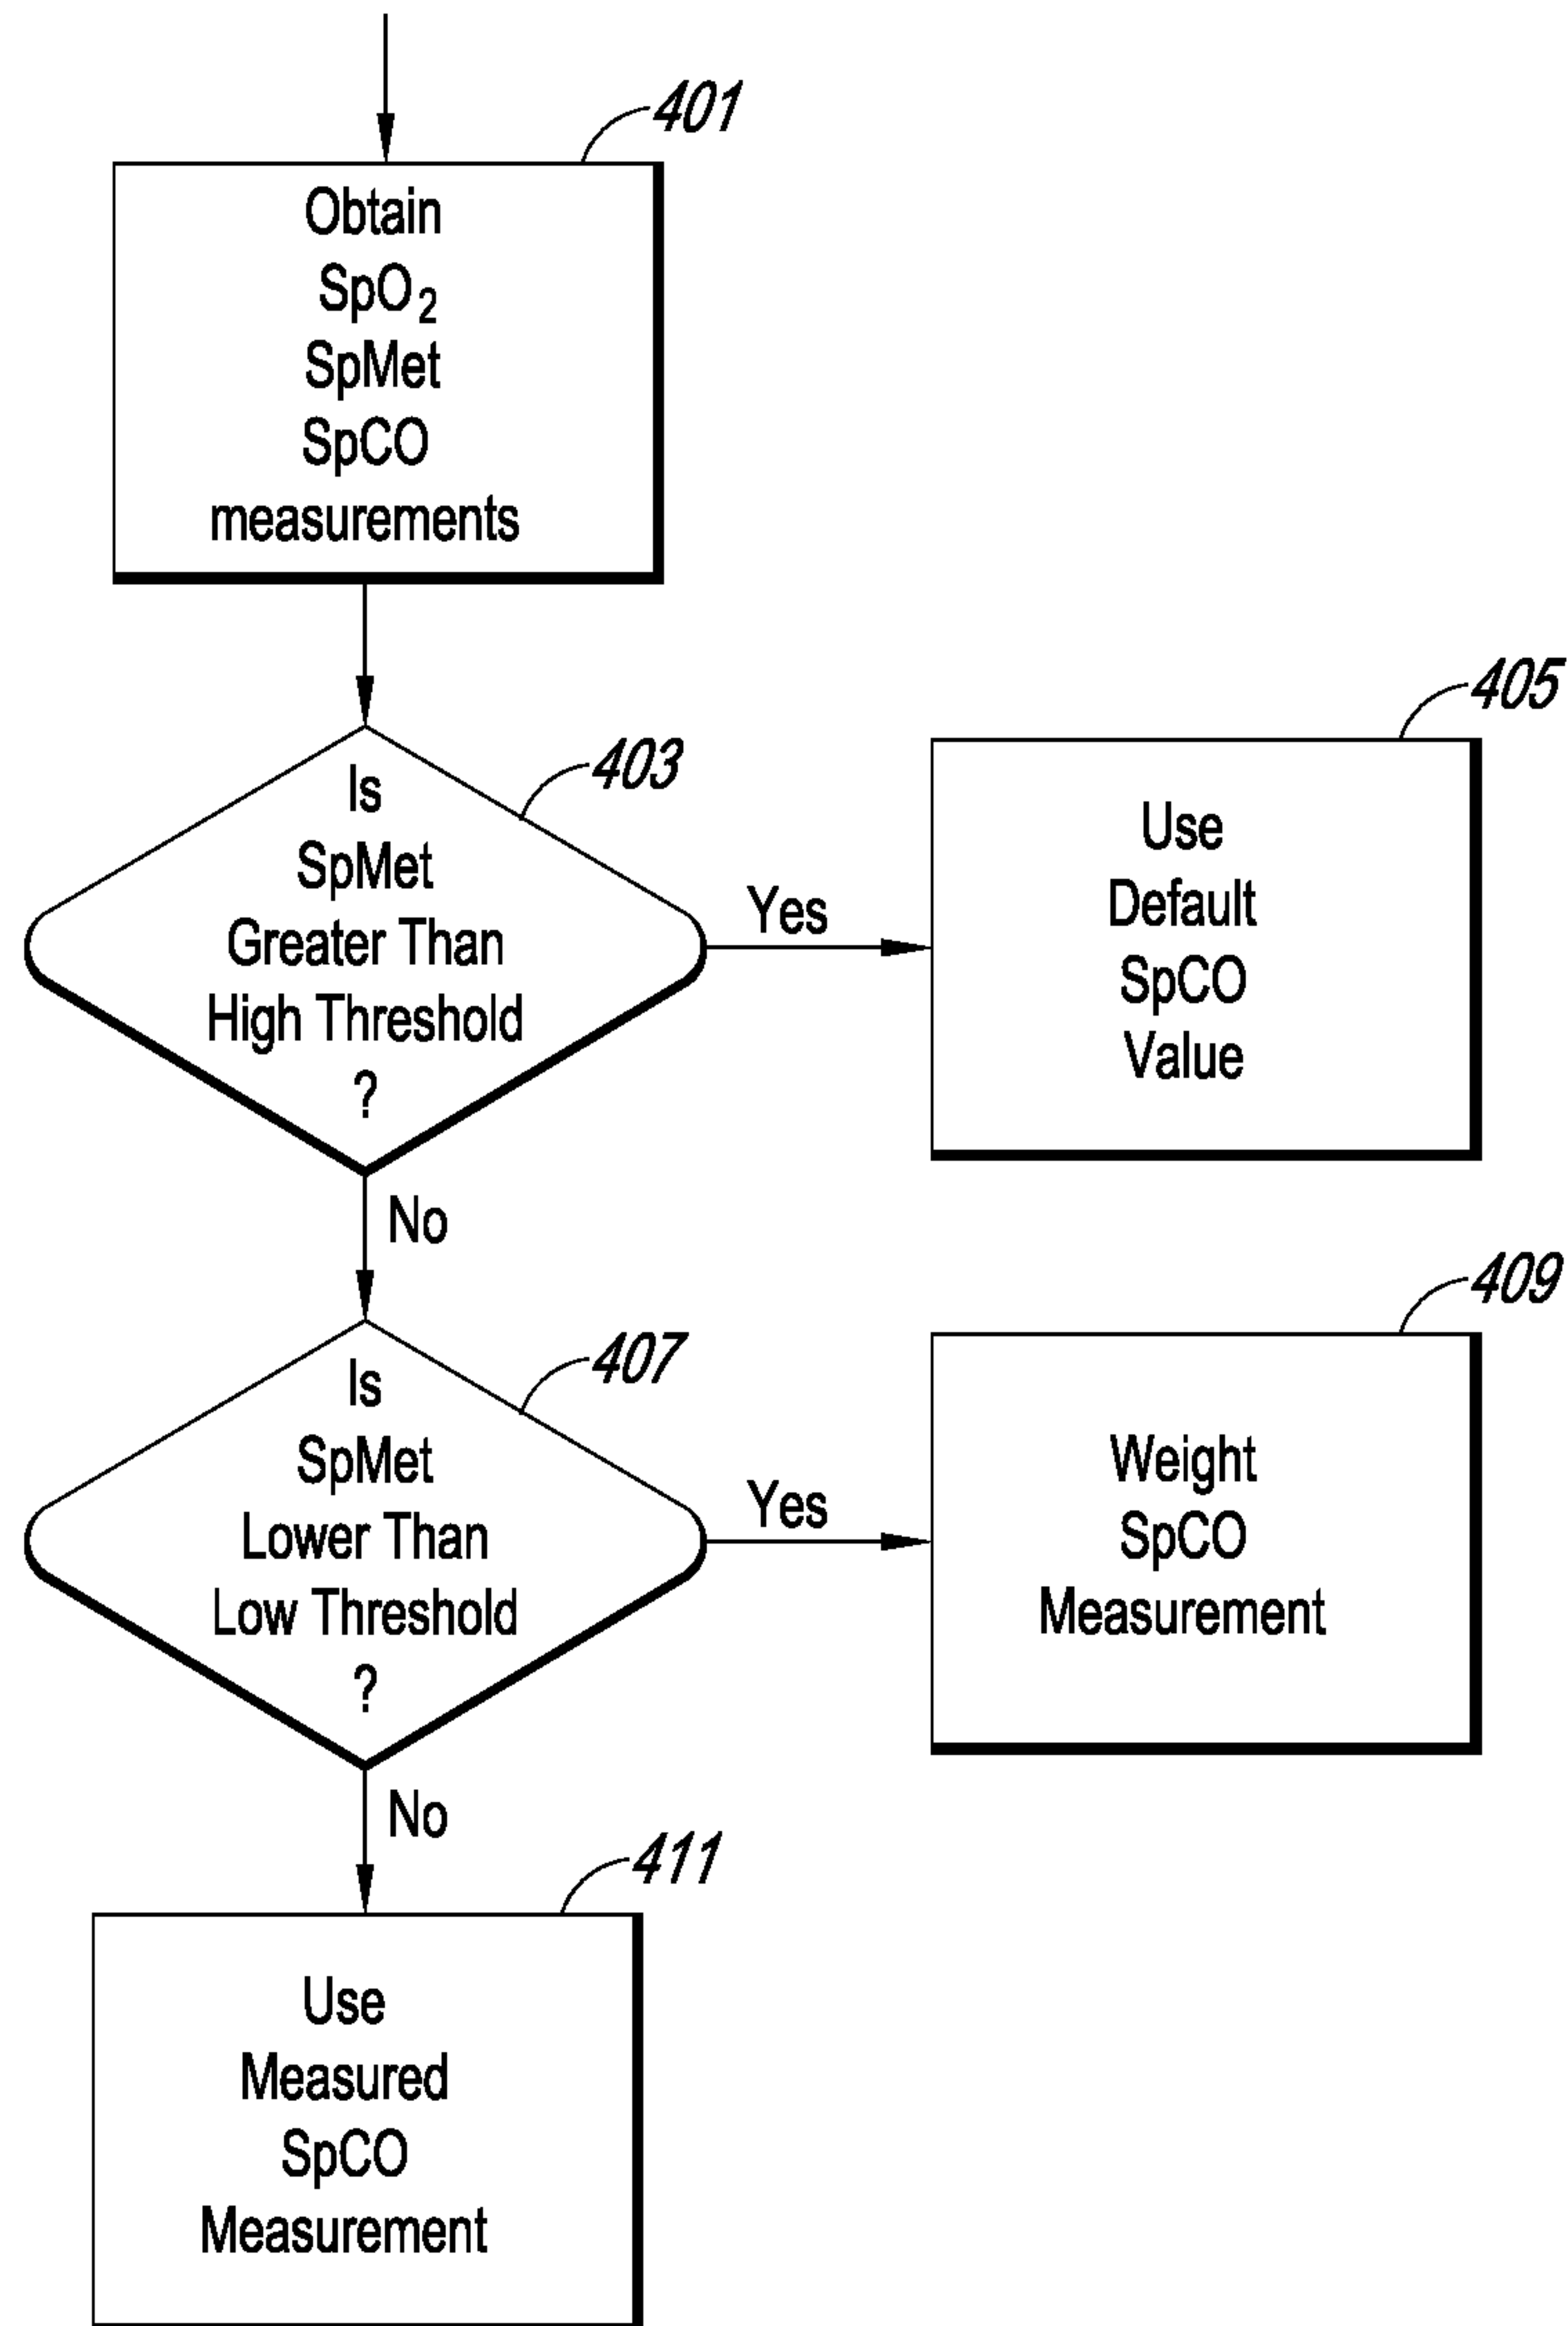 401
Obtain
SpO₂
SpMet
SpCO
measurements
403
Is
SpMet
Greater Than
High Threshold
?
Yes
405
Use
Default
SpCO
Value
No
407
Is
SpMet
Lower Than
Low Threshold
?
Yes
409
Weight
SpCO
Measurement
No
411
Use
Measured
SpCO
Measurement